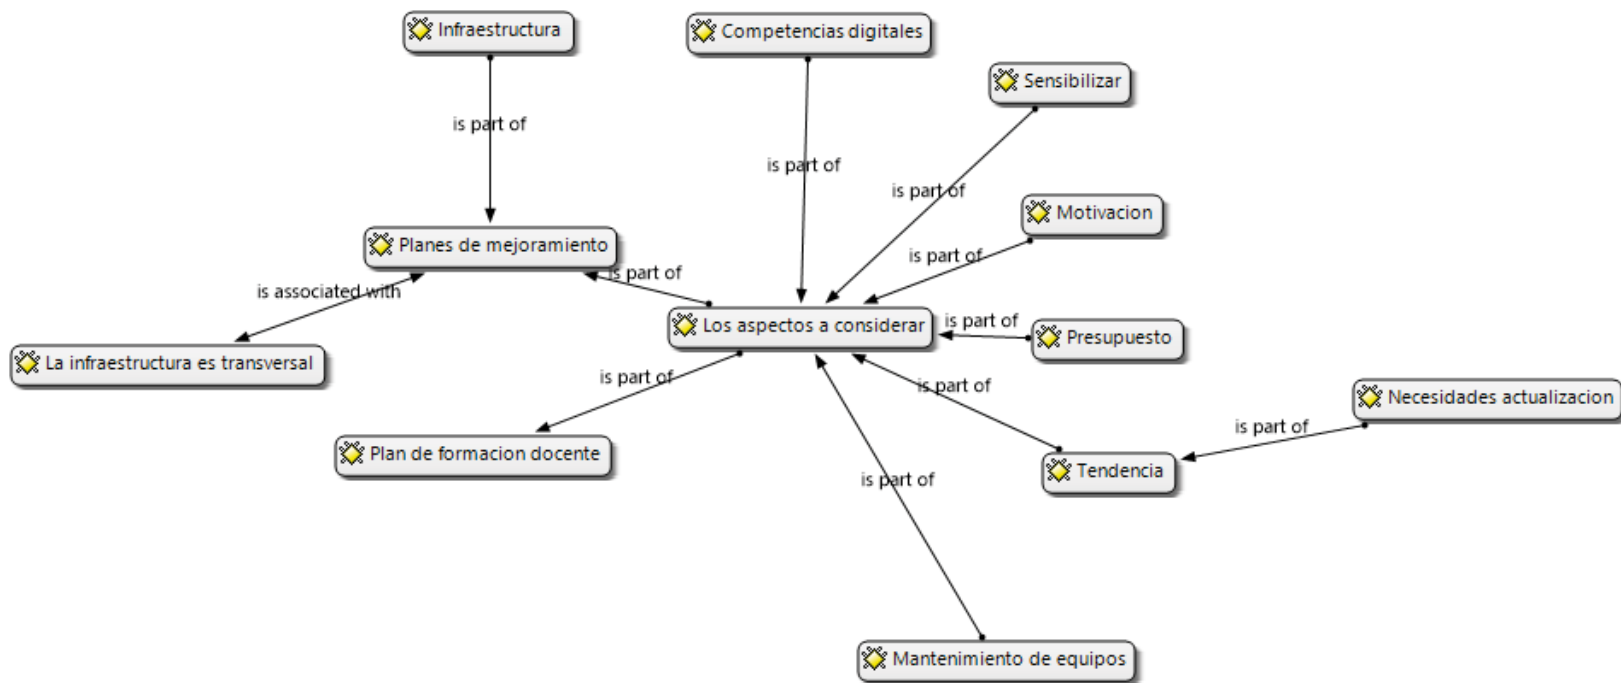 Infraestructura
Competencias digitales
Sensibilizar
is part of
is part of
is part of
Motivacion
Planes de mejoramiento
is part of
is part of
is associated with
Los aspectos a considerar
is part of
Presupuesto
La infraestructura es transversal
is part of
is part of
Necesidades actualizacion
is part of
Plan de formacion docente
Tendencia
is part of
Mantenimiento de equipos